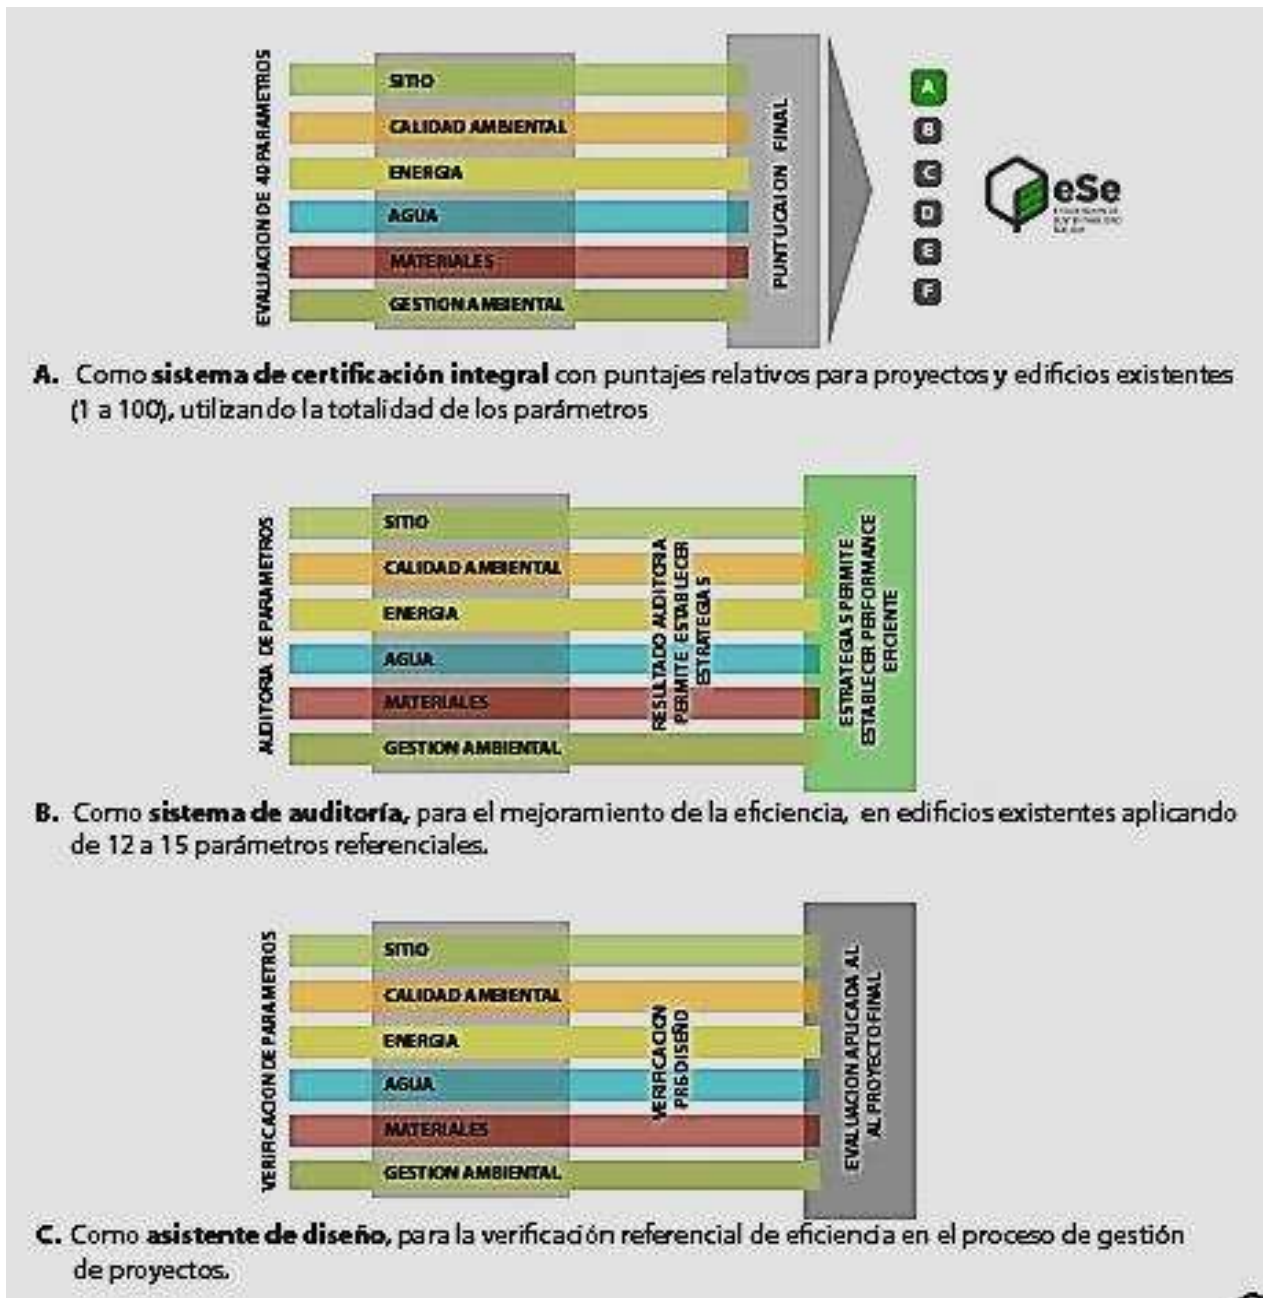 EVALUACION DE 40 PARAMETROS
SITIO
CALIDAD AMBIENTAL
ENERGIA
AGUA
MATERIALES
GESTION AMBIENTAL
PUNTUCAION FINAL
A
B
C
D
E
F
eSe
A. Como sistema de certificación integral con puntajes relativos para proyectos y edificios existentes
(1 a 100), utilizando la totalidad de los parámetros
AUDITORIA DE PARAMETROS
SITIO
CALIDAD AMBIENTAL
ENERGIA
AGUA
MATERIALES
GESTION AMBIENTAL
RESULTADO AUDITORIA
PERMITE ESTABLECER
ESTRATEGIAS
ESTRATEGIAS PERMITE
ESTABLECER PERFORMANCE
EFICIENTE
B. Como sistema de auditoría, para el mejoramiento de la eficiencia, en edificios existentes aplicando
de 12 a 15 parámetros referenciales.
VERIFICACION DE PARAMETROS
SITIO
CALIDAD AMBIENTAL
ENERGIA
AGUA
MATERIALES
GESTION AMBIENTAL
VERIFICACION
PREDISEÑO
EVALUACION APLICADA AL
AL PROYECTO FINAL
C. Como asistente de diseño, para la verificación referencial de eficiencia en el proceso de gestión
de proyectos.